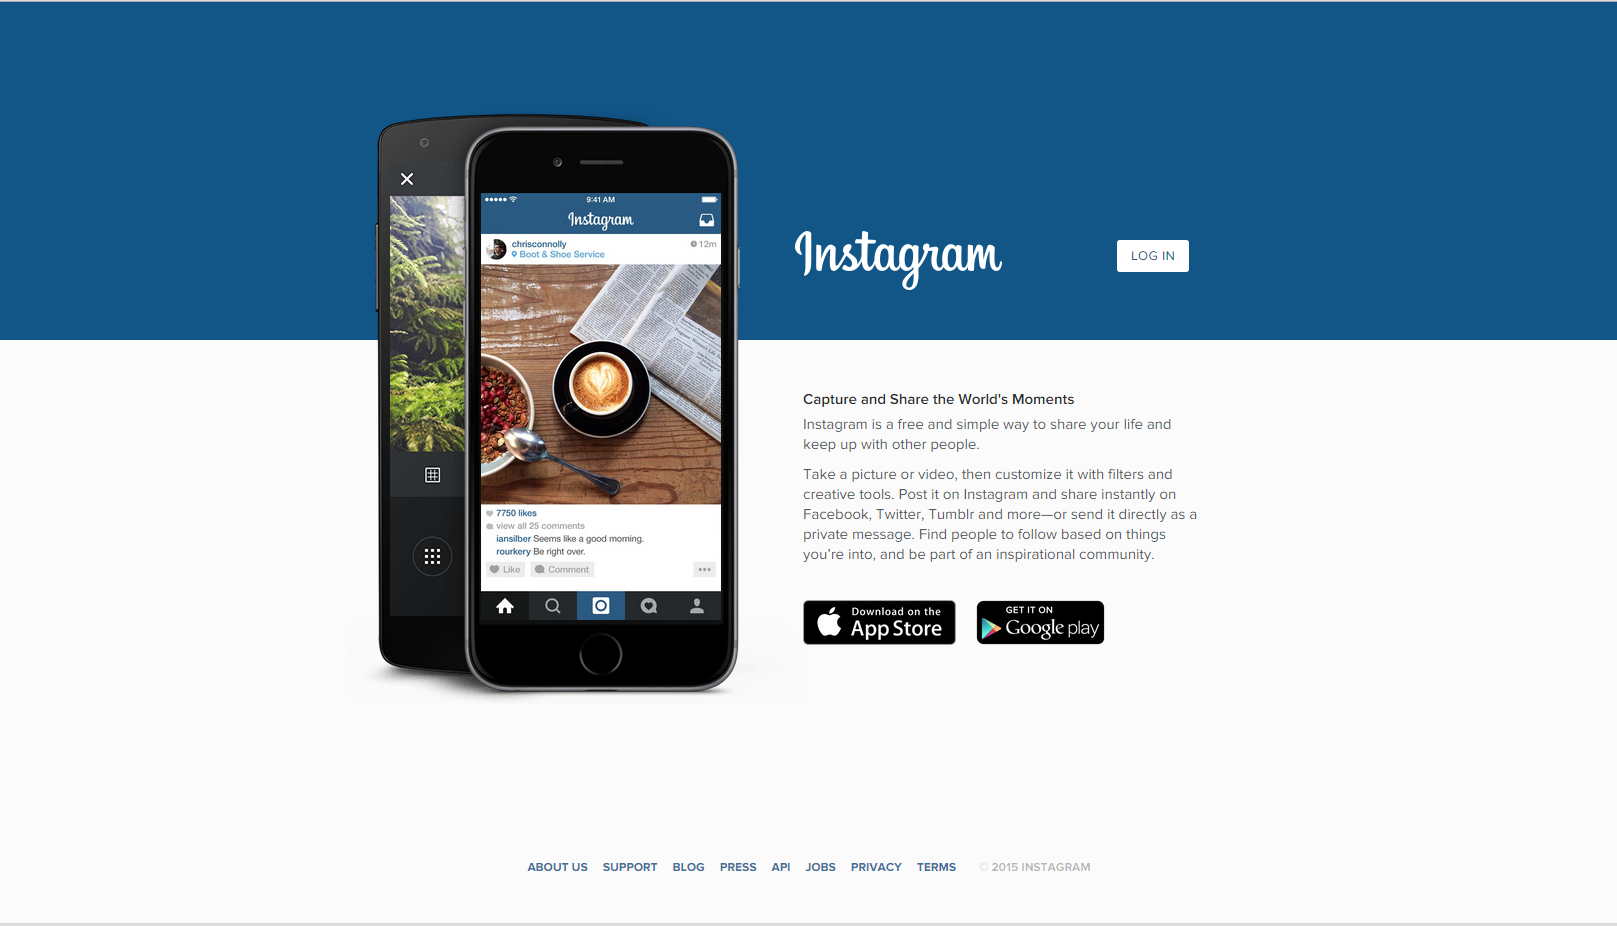 9:41 AM
Instagram
chrisconnolly
12m
Boot & Shoe Service
7750 likes
view all 25 comments
iansilber Seems like a good morning.
rourkery Be right over.
Like
Comment
Instagram
LOG IN
Capture and Share the World's Moments
Instagram is a free and simple way to share your life and
keep up with other people.
Take a picture or video, then customize it with filters and
creative tools. Post it on Instagram and share instantly on
Facebook, Twitter, Tumblr and more—or send it directly as a
private message. Find people to follow based on things
you're into, and be part of an inspirational community.
Download on the
App Store
GET IT ON
Google play
ABOUT US SUPPORT BLOG PRESS API JOBS PRIVACY TERMS © 2015 INSTAGRAM